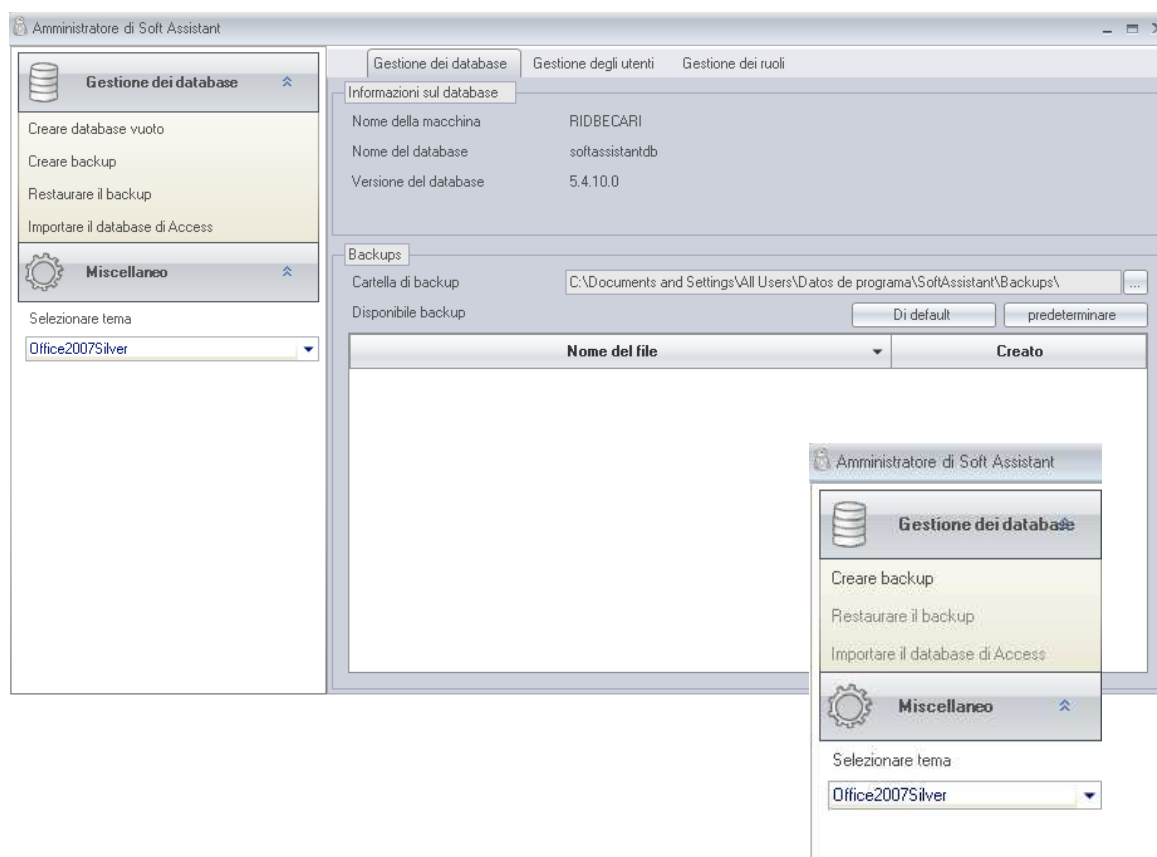 Amministratore di Soft Assistant
Gestione dei database
Creare database vuoto
Creare backup
Restaurare il backup
Importare il database di Access
Miscellaneo
Selezionare tema
Office2007Silver
Gestione dei database Gestione degli utenti Gestione dei ruoli
Informazioni sul database
Nome della macchina RIDBECARI
Nome del database softassistantdb
Versione del database 5.4.10.0
Backups
Cartella di backup C:\Documents and Settings\All Users\Datos de programa\SoftAssistant\Backups\ ...
Disponibile backup Di default predeterminare
Nome del file Creato
Amministratore di Soft Assistant
Gestione dei database
Creare backup
Restaurare il backup
Importare il database di Access
Miscellaneo
Selezionare tema
Office2007Silver